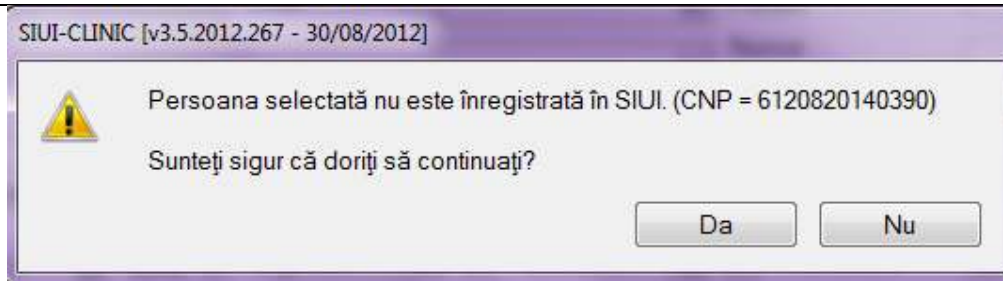 SIUI-CLINIC [v3.5.2012.267 - 30/08/2012]
Persoana selectată nu este înregistrată în SIUI. (CNP = 6120820140390)
Sunteţi sigur că doriţi să continuaţi?
Da
Nu